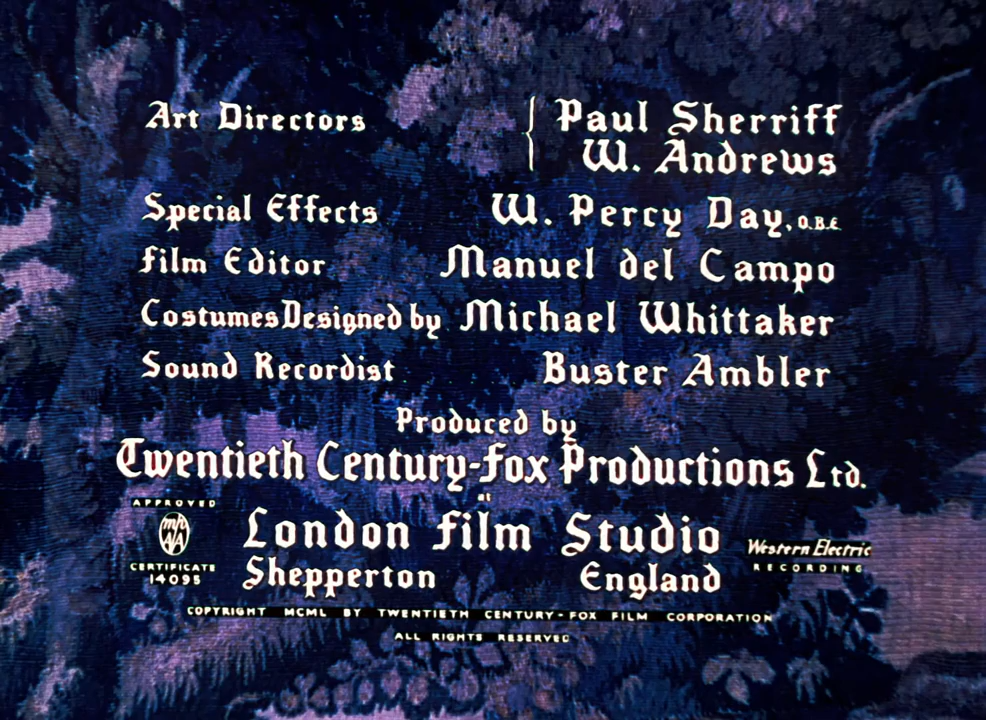 Art Directors { Paul Sherriff
W. Andrews
Special Effects W. Percy Day, O.B.E.
Film Editor Manuel del Campo
Costumes Designed by Michael Whittaker
Sound Recordist Buster Ambler
Produced by
Twentieth Century-Fox Productions Ltd.
at
APPROVED
MPAA
CERTIFICATE
14095
London Film Studio
Shepperton England
Western Electric
RECORDING
COPYRIGHT MCML BY TWENTIETH CENTURY-FOX FILM CORPORATION
ALL RIGHTS RESERVED